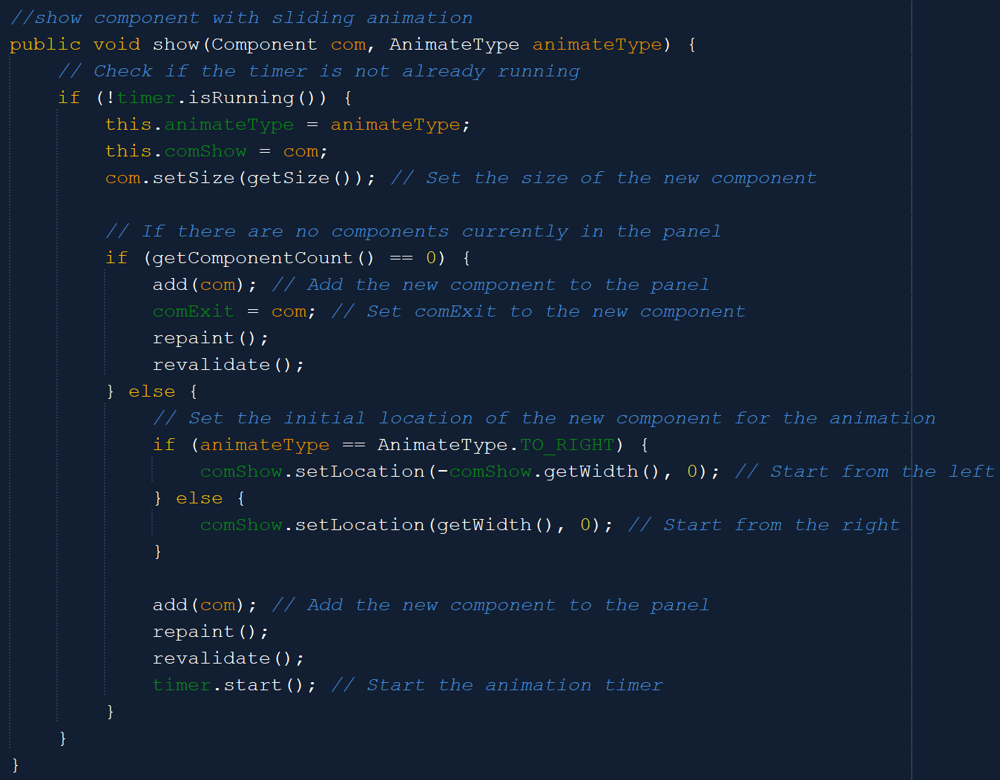 //show component with sliding animation
public void show(Component com, AnimateType animateType) {
    // Check if the timer is not already running
    if (!timer.isRunning()) {
        this.animateType = animateType;
        this.comShow = com;
        com.setSize(getSize()); // Set the size of the new component

        // If there are no components currently in the panel
        if (getComponentCount() == 0) {
            add(com); // Add the new component to the panel
            comExit = com; // Set comExit to the new component
            repaint();
            revalidate();
        } else {
            // Set the initial location of the new component for the animation
            if (animateType == AnimateType.TO_RIGHT) {
                comShow.setLocation(-comShow.getWidth(), 0); // Start from the left
            } else {
                comShow.setLocation(getWidth(), 0); // Start from the right
            }

            add(com); // Add the new component to the panel
            repaint();
            revalidate();
            timer.start(); // Start the animation timer
        }
    }
}